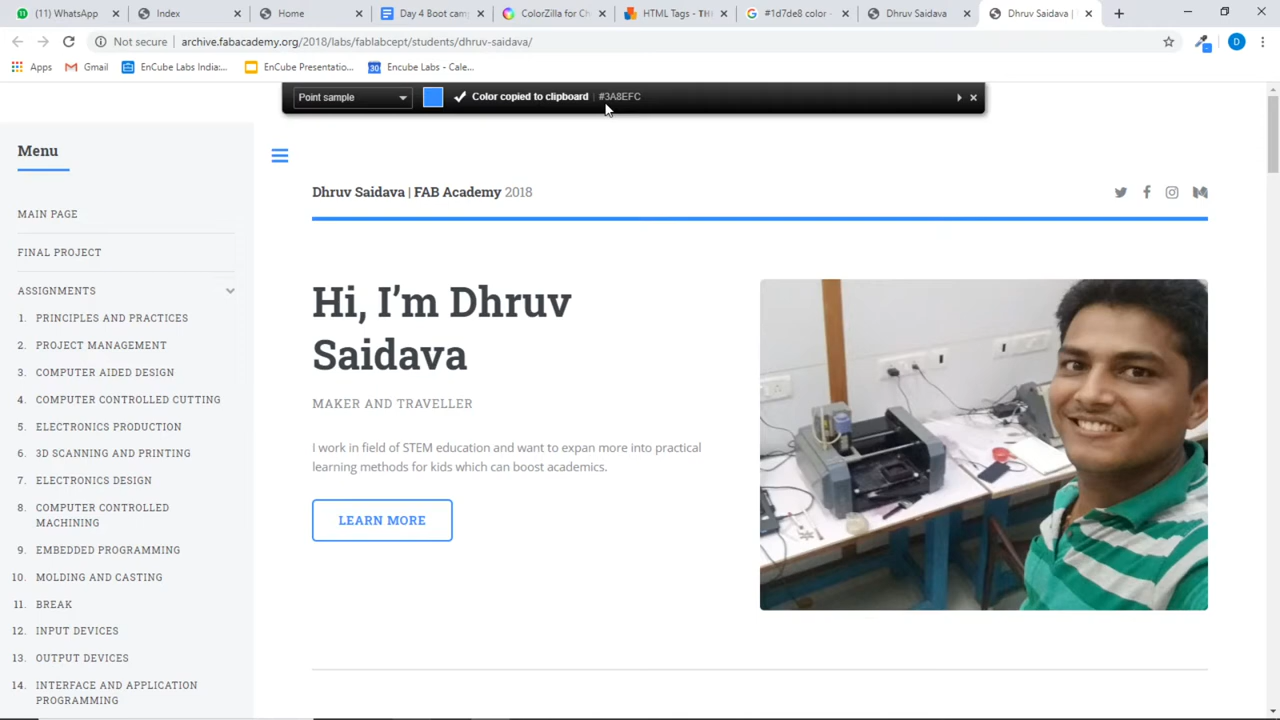 (11) WhatsApp
Index
Home
Day 4 Boot cam
ColorZilla for Ch
HTML Tags - TH
#1d7de8 color -
Dhruv Saidava
Dhruv Saidava |
Not secure | archive.fabacademy.org/2018/labs/fablabcept/students/dhruv-saidava/
D
Apps
Gmail
EnCube Labs India:...
EnCube Presentatio...
Encube Labs - Cale...
Point sample
Color copied to clipboard | #3A8EFC
Menu
MAIN PAGE
FINAL PROJECT
ASSIGNMENTS
1. PRINCIPLES AND PRACTICES
2. PROJECT MANAGEMENT
3. COMPUTER AIDED DESIGN
4. COMPUTER CONTROLLED CUTTING
5. ELECTRONICS PRODUCTION
6. 3D SCANNING AND PRINTING
7. ELECTRONICS DESIGN
8. COMPUTER CONTROLLED
MACHINING
9. EMBEDDED PROGRAMMING
10. MOLDING AND CASTING
11. BREAK
12. INPUT DEVICES
13. OUTPUT DEVICES
14. INTERFACE AND APPLICATION
PROGRAMMING
Dhruv Saidava | FAB Academy 2018
Hi, I'm Dhruv
Saidava
MAKER AND TRAVELLER
I work in field of STEM education and want to expan more into practical
learning methods for kids which can boost academics.
LEARN MORE